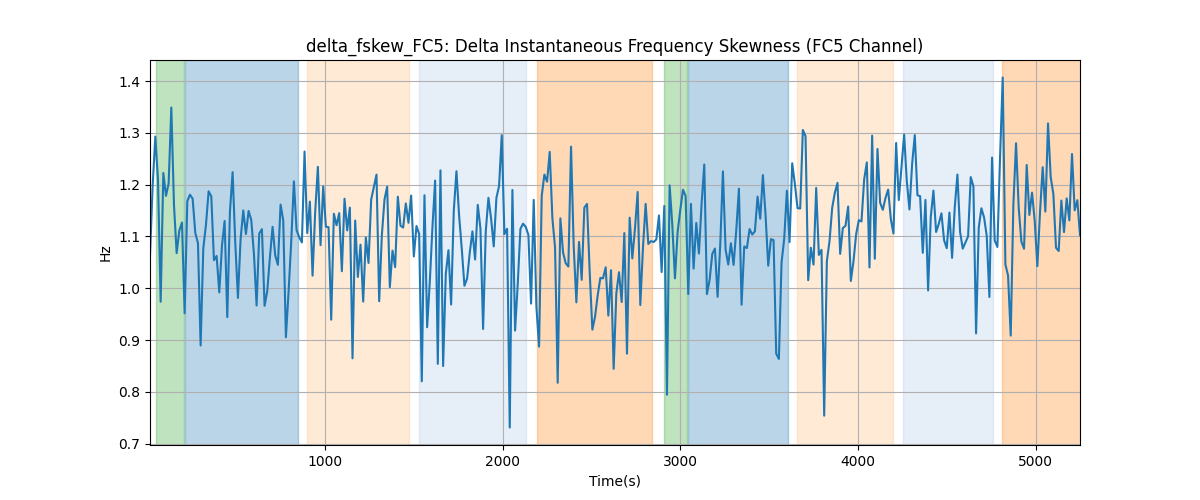 delta_fskew_FC5: Delta Instantaneous Frequency Skewness (FC5 Channel)
1.4
1.3
1.2
1.1
1.0
0.9
0.8
0.7
Hz
1000 2000 3000 4000 5000
Time(s)